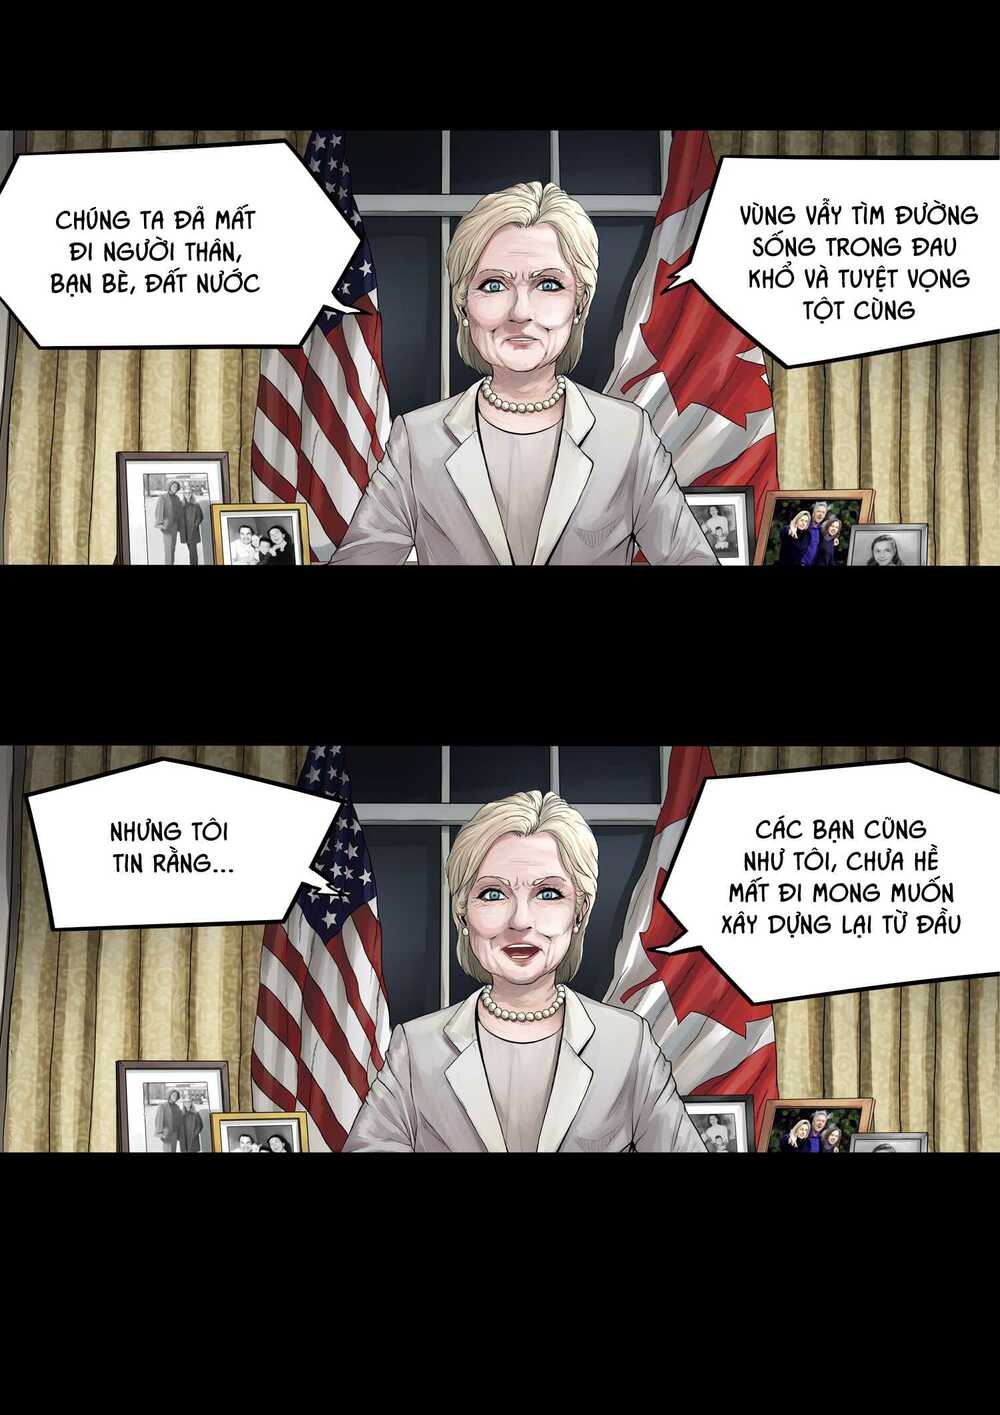 CHÚNG TA ĐÃ MẤT
ĐI NGƯỜI THÂN,
BẠN BÈ, ĐẤT NƯỚC
VÙNG VẪY TÌM ĐƯỜNG
SỐNG TRONG ĐAU
KHỔ VÀ TUYỆT VỌNG
TỘT CÙNG
NHƯNG TÔI
TIN RẰNG...
CÁC BẠN CŨNG
NHƯ TÔI, CHƯA HỀ
MẤT ĐI MONG MUỐN
XÂY DỰNG LẠI TỪ ĐẦU